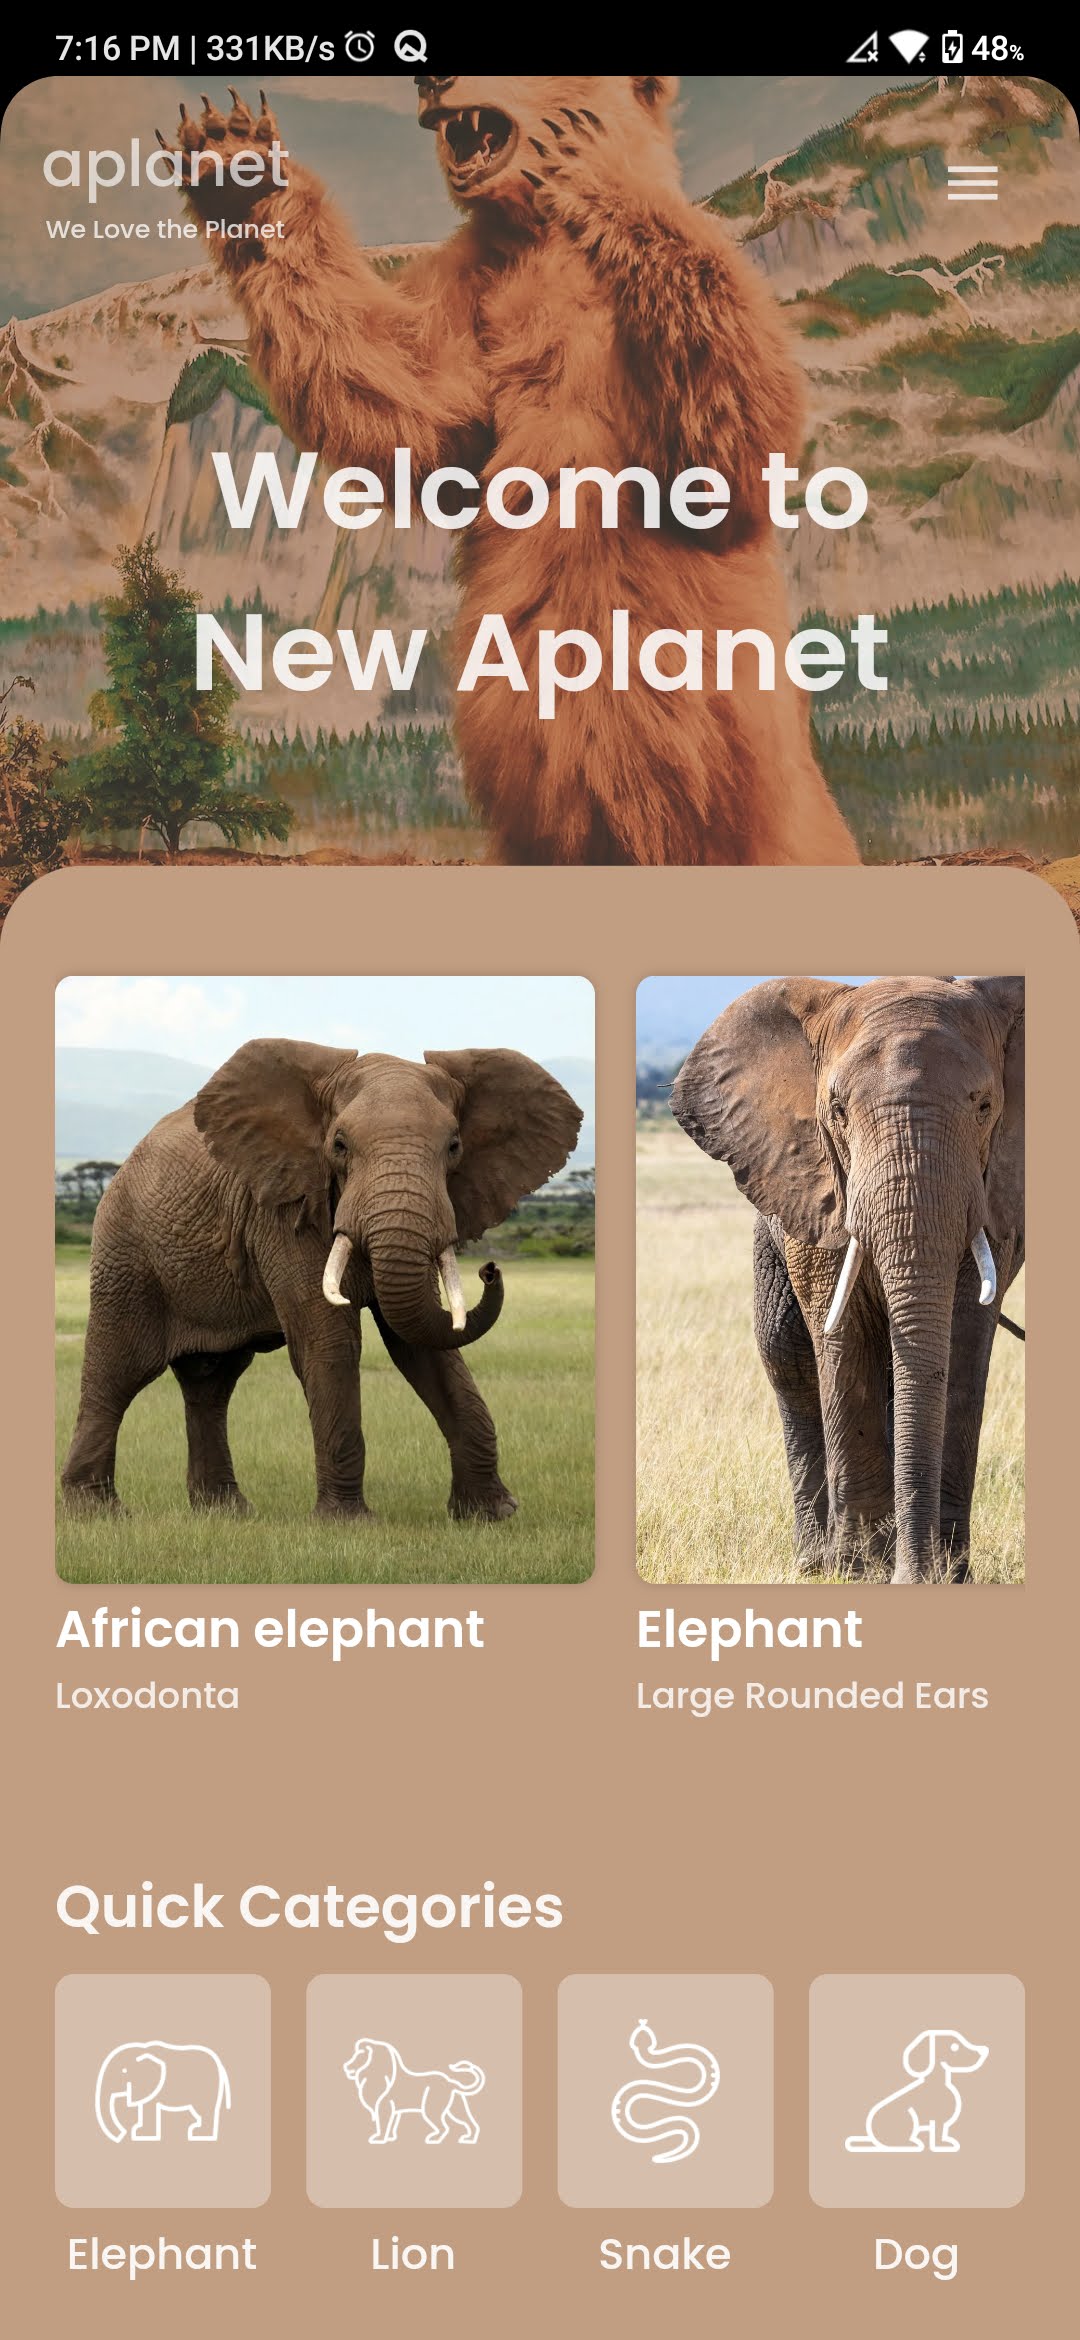 7:16 PM | 331KB/s
48%
aplanet
We Love the Planet
Welcome to
New Aplanet
African elephant
Loxodonta
Elephant
Large Rounded Ears
Quick Categories
Elephant
Lion
Snake
Dog